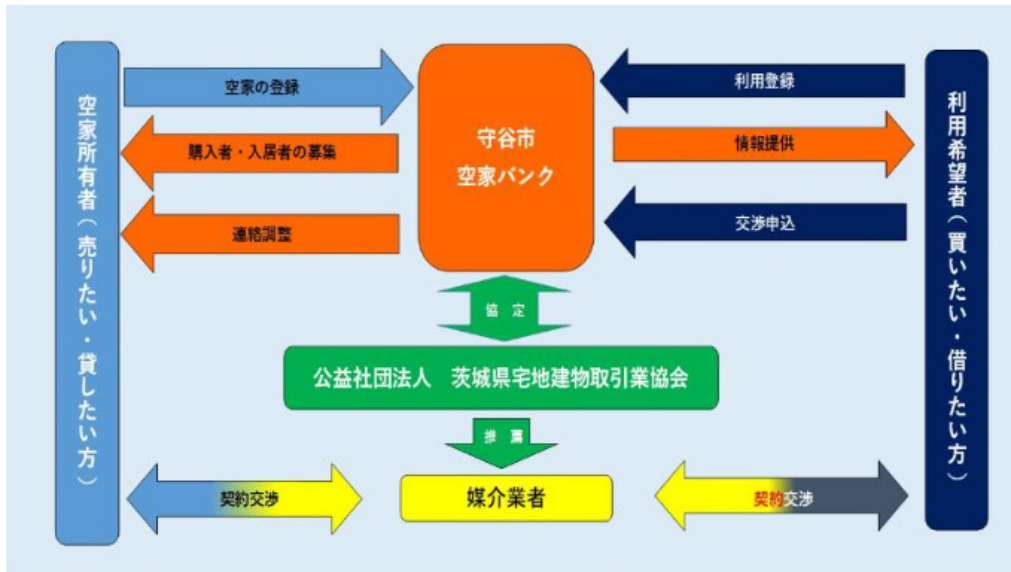 空家所有者（売りたい・貸したい方）
空家の登録
購入者・入居者の募集
連絡調整
守谷市
空家バンク
利用登録
情報提供
交渉申込
利用希望者（買いたい・借りたい方）
協　定
公益社団法人　茨城県宅地建物取引業協会
推　薦
契約交渉
媒介業者
契約交渉